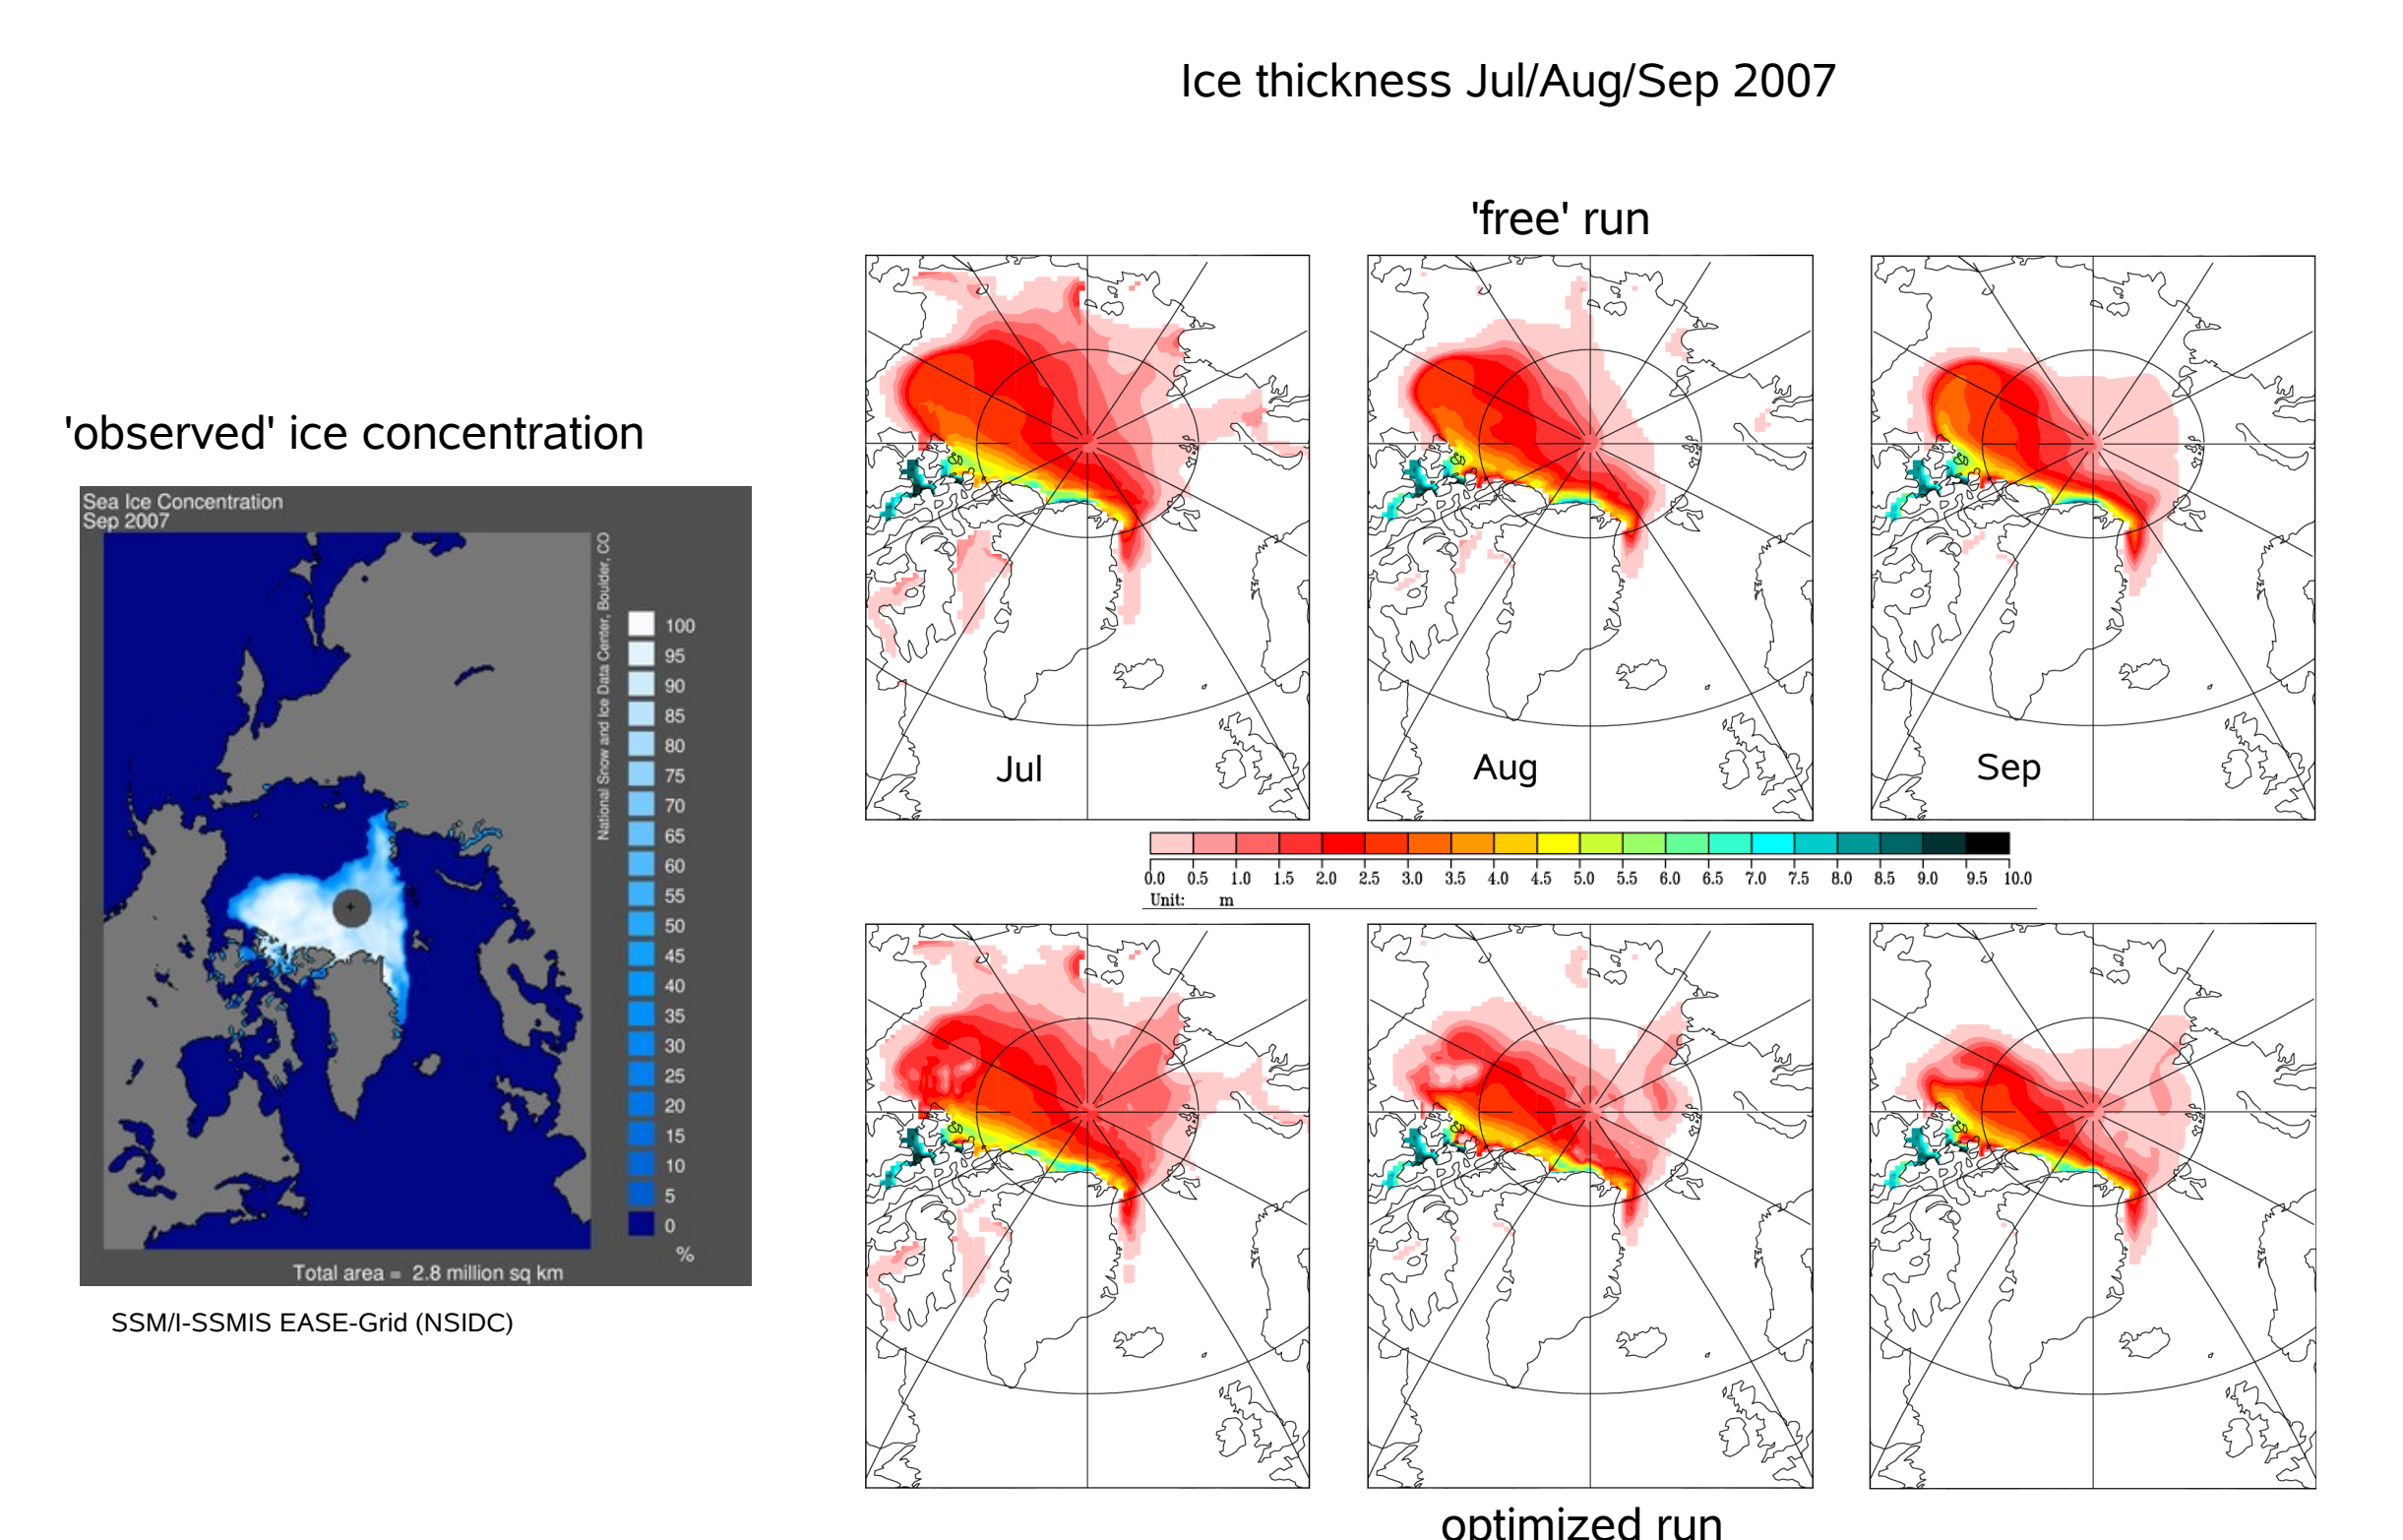 Ice thickness Jul/Aug/Sep 2007
'free' run
'observed' ice concentration
Sea Ice Concentration
Sep 2007
National Snow and Ice Data Center, Boulder, CO
100
95
90
85
80
75
70
65
60
55
50
45
40
35
30
25
20
15
10
5
0
%
Total area = 2.8 million sq km
SSM/I-SSMIS EASE-Grid (NSIDC)
Jul
Aug
Sep
0.0 0.5 1.0 1.5 2.0 2.5 3.0 3.5 4.0 4.5 5.0 5.5 6.0 6.5 7.0 7.5 8.0 8.5 9.0 9.5 10.0
Unit: m
optimized run